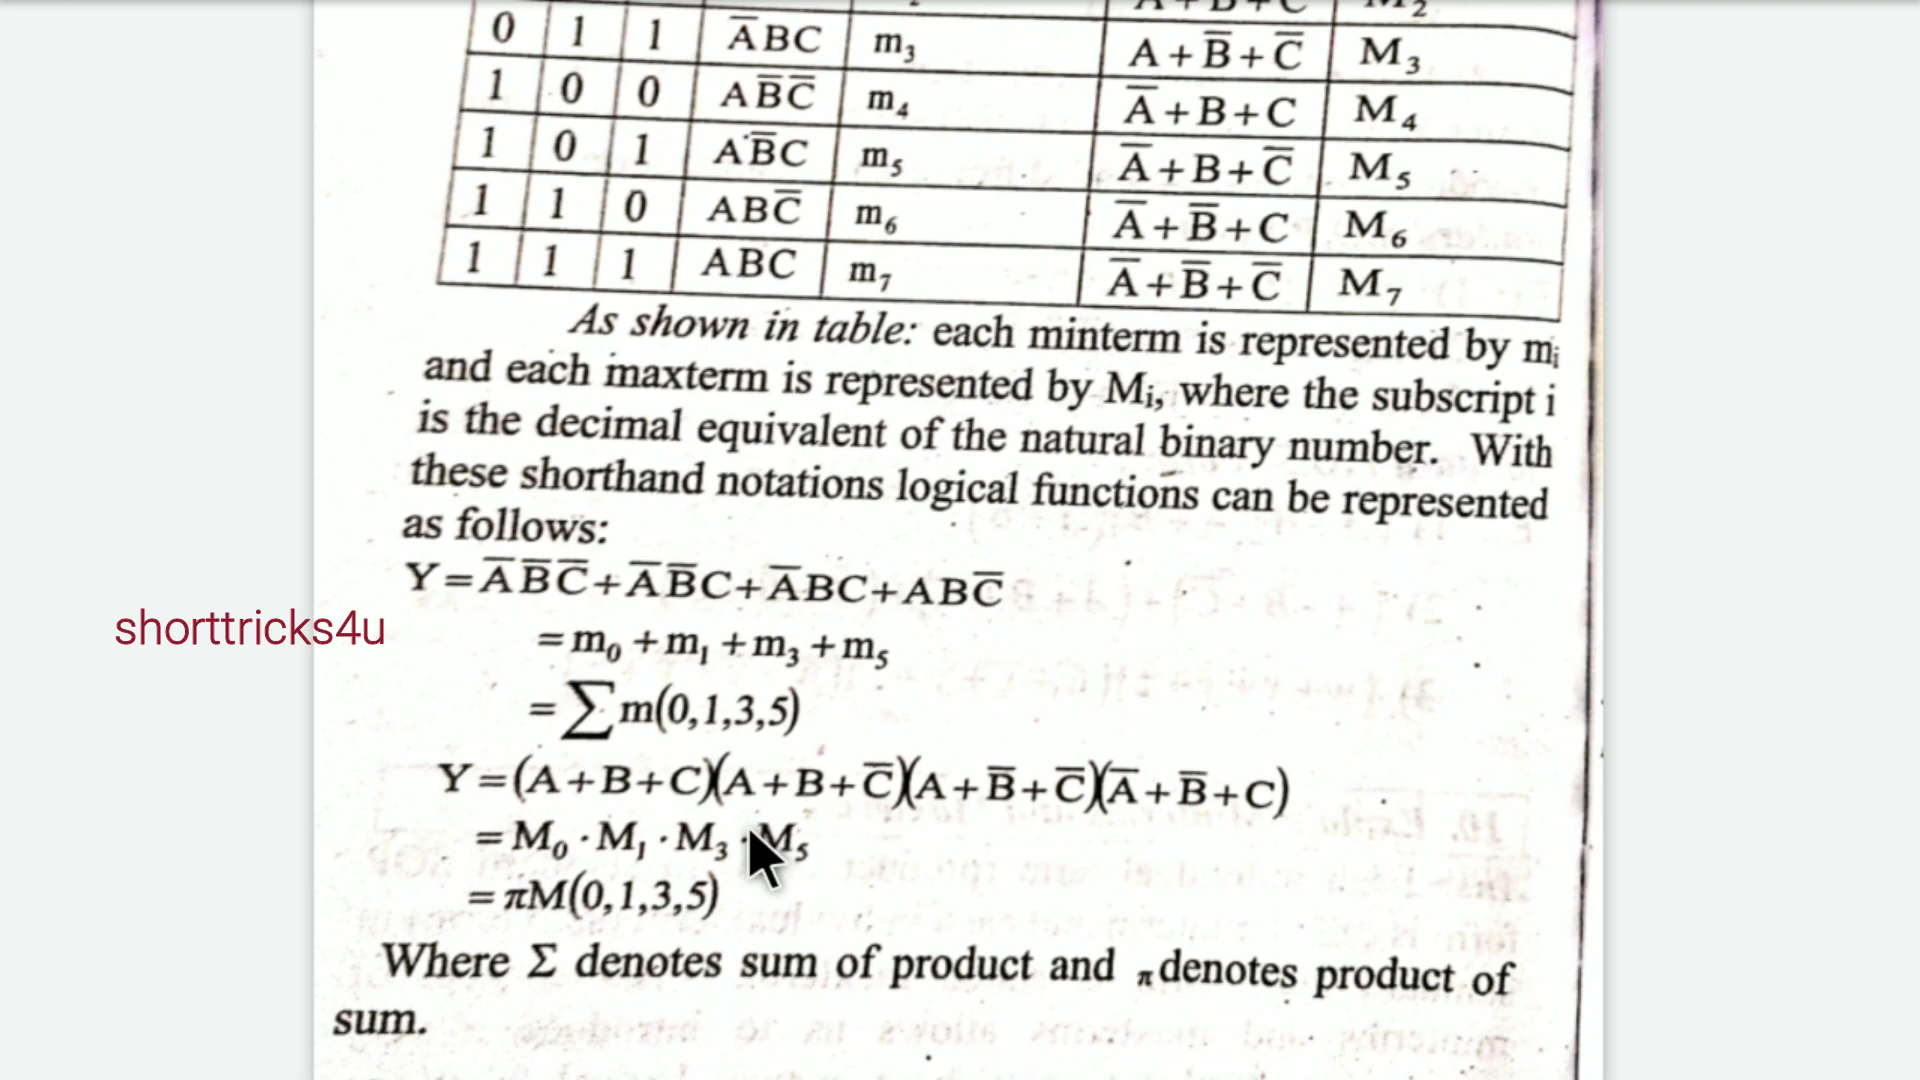 A+B+C M₂
0 1 1 A̅BC m₃ A+B̅+C̅ M₃
1 0 0 AB̅C̅ m₄ A̅+B+C M₄
1 0 1 AB̅C m₅ A̅+B+C̅ M₅
1 1 0 ABC̅ m₆ A̅+B̅+C M₆
1 1 1 ABC m₇ A̅+B̅+C̅ M₇
As shown in table: each minterm is represented by mᵢ
and each maxterm is represented by Mᵢ, where the subscript i
is the decimal equivalent of the natural binary number. With
these shorthand notations logical functions can be represented
as follows:
Y=A̅B̅C̅+A̅B̅C+A̅BC+ABC̅
shorttricks4u
=m₀+m₁+m₃+m₅
=∑m(0,1,3,5)
Y=(A+B+C)(A+B+C̅)(A+B̅+C̅)(A̅+B̅+C)
=M₀·M₁·M₃·M₅
=πM(0,1,3,5)
Where Σ denotes sum of product and π denotes product of
sum.